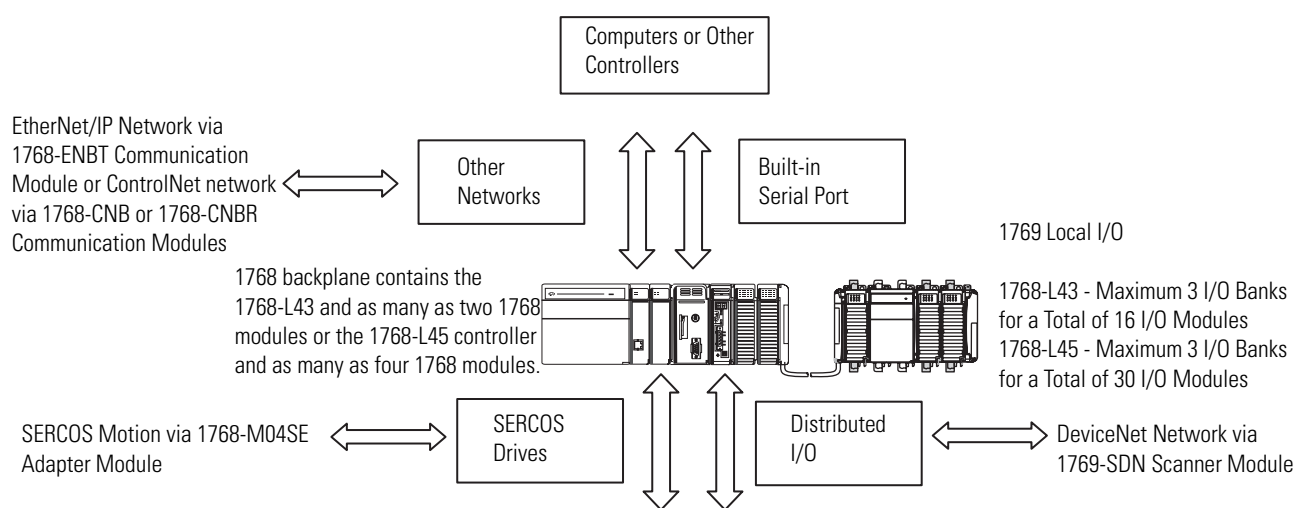 Computers or Other
Controllers
EtherNet/IP Network via
1768-ENBT Communication
Module or ControlNet network
via 1768-CNB or 1768-CNBR
Communication Modules
Other
Networks
Built-in
Serial Port
1769 Local I/O
1768 backplane contains the
1768-L43 and as many as two 1768
modules or the 1768-L45 controller
and as many as four 1768 modules.
1768-L43 - Maximum 3 I/O Banks
for a Total of 16 I/O Modules
1768-L45 - Maximum 3 I/O Banks
for a Total of 30 I/O Modules
SERCOS Motion via 1768-M04SE
Adapter Module
SERCOS
Drives
Distributed
I/O
DeviceNet Network via
1769-SDN Scanner Module